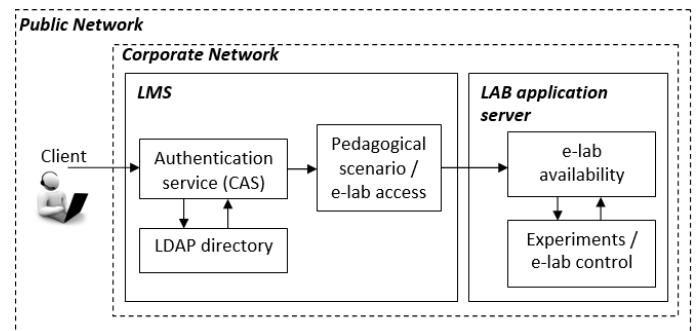 Public Network
Corporate Network
LMS
LAB application
server
Client
Authentication
service (CAS)
Pedagogical
scenario /
e-lab access
e-lab
availability
LDAP directory
Experiments /
e-lab control